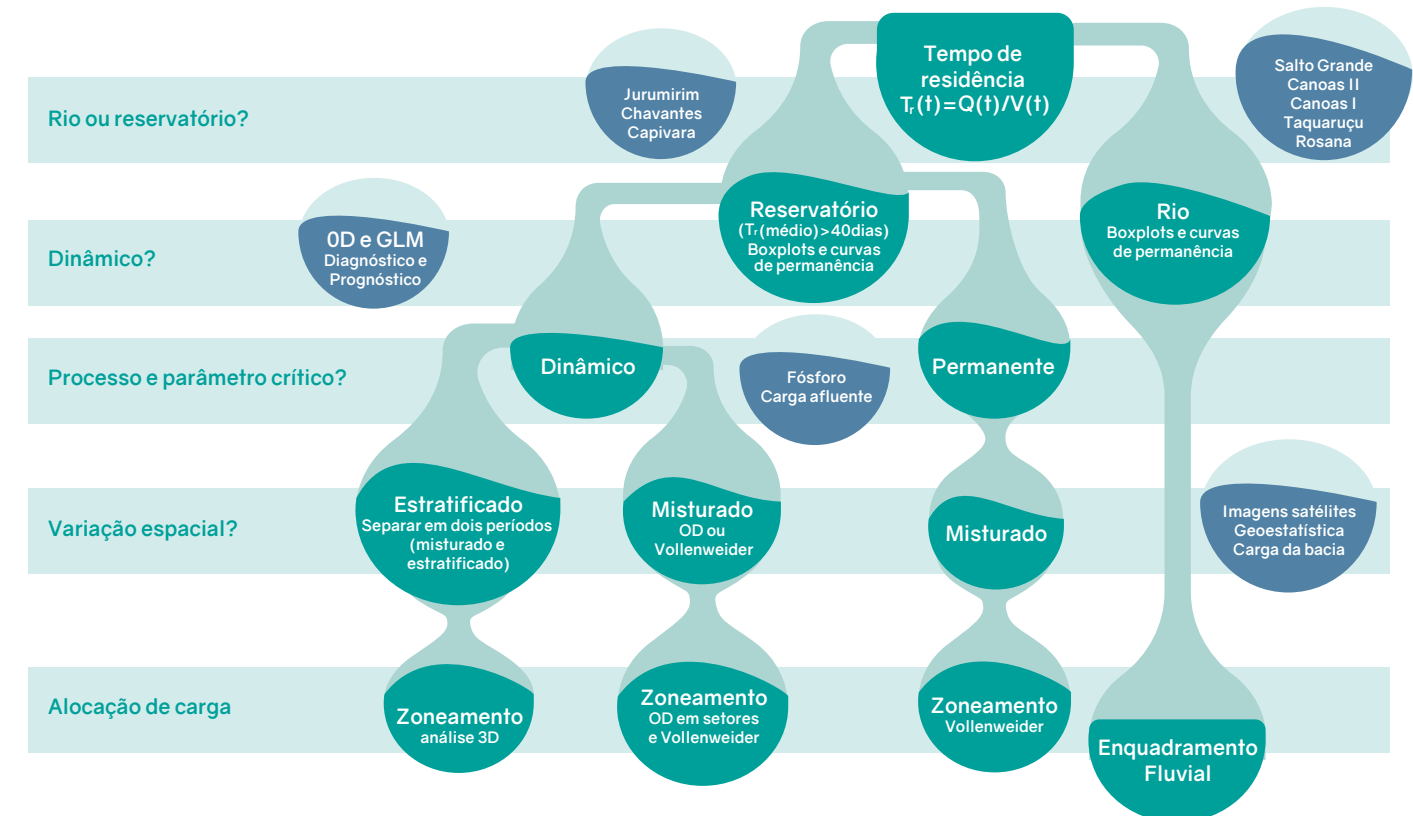 Tempo de
residência
Tr(t)=Q(t)/V(t)
Rio ou reservatório?
Jurumirim
Chavantes
Capivara
Salto Grande
Canoas II
Canoas I
Taquaruçu
Rosana
Dinâmico?
0D e GLM
Diagnóstico e
Prognóstico
Reservatório
(Tr(médio)>40dias)
Boxplots e curvas
de permanência
Rio
Boxplots e curvas
de permanência
Processo e parâmetro crítico?
Dinâmico
Fósforo
Carga afluente
Permanente
Variação espacial?
Estratificado
Separar em dois períodos
(misturado e
estratificado)
Misturado
OD ou
Vollenweider
Misturado
Imagens satélites
Geoestatística
Carga da bacia
Alocação de carga
Zoneamento
análise 3D
Zoneamento
OD em setores
e Vollenweider
Zoneamento
Vollenweider
Enquadramento
Fluvial